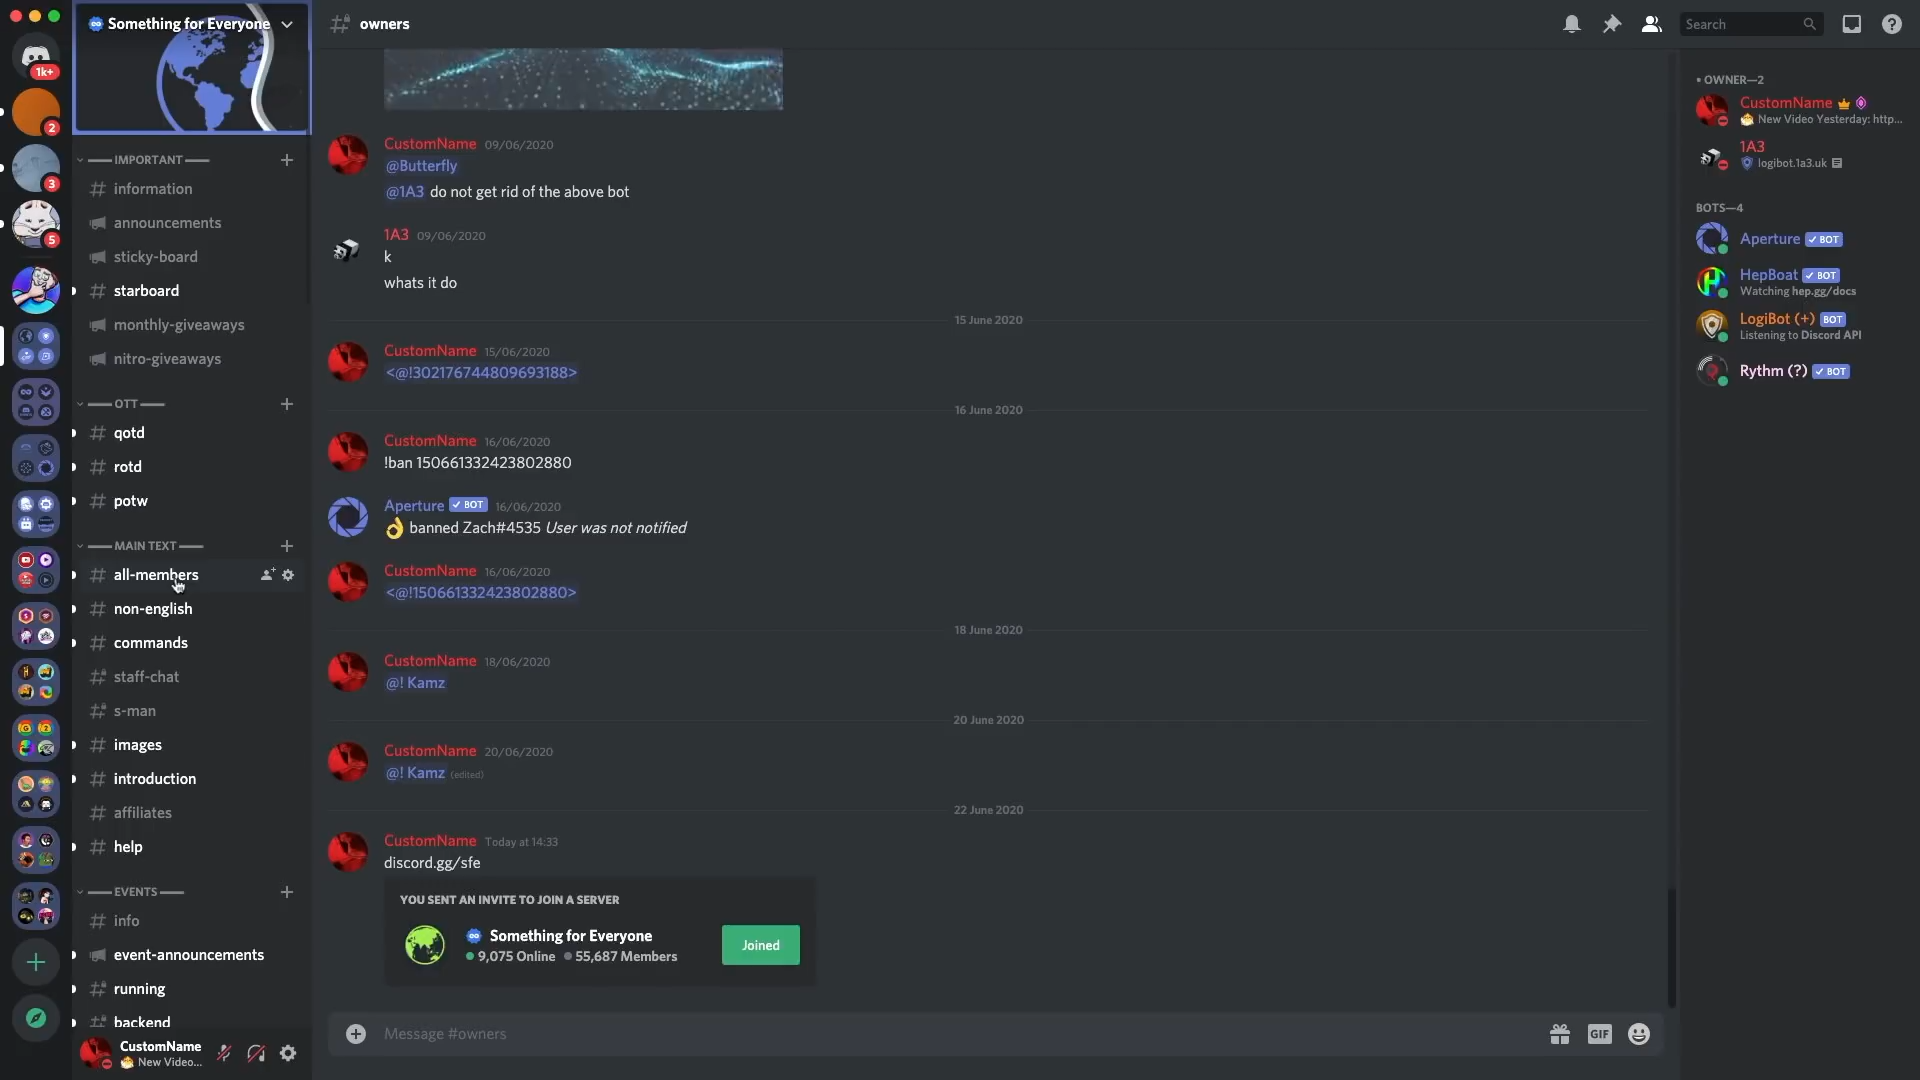 1k+
2
3
5
Something for Everyone
IMPORTANT
information
announcements
sticky-board
starboard
monthly-giveaways
nitro-giveaways
OTT
qotd
rotd
potw
MAIN TEXT
all-members
non-english
commands
staff-chat
s-man
images
introduction
affiliates
help
EVENTS
info
event-announcements
running
backend
CustomName
New Video...
owners
Search
CustomName 09/06/2020
@Butterfly
@1A3 do not get rid of the above bot
1A3 09/06/2020
k
whats it do
15 June 2020
CustomName 15/06/2020
<@!302176744809693188>
16 June 2020
CustomName 16/06/2020
!ban 150661332423802880
Aperture BOT 16/06/2020
banned Zach#4535 User was not notified
CustomName 16/06/2020
<@!150661332423802880>
18 June 2020
CustomName 18/06/2020
@! Kamz
20 June 2020
CustomName 20/06/2020
@! Kamz (edited)
22 June 2020
CustomName Today at 14:33
discord.gg/sfe
YOU SENT AN INVITE TO JOIN A SERVER
Something for Everyone
9,075 Online 55,687 Members
Joined
Message #owners
GIF
• OWNER—2
CustomName
New Video Yesterday: http...
1A3
logibot.1a3.uk
BOTS—4
Aperture BOT
HepBoat BOT
Watching hep.gg/docs
LogiBot (+) BOT
Listening to Discord API
Rythm (?) BOT